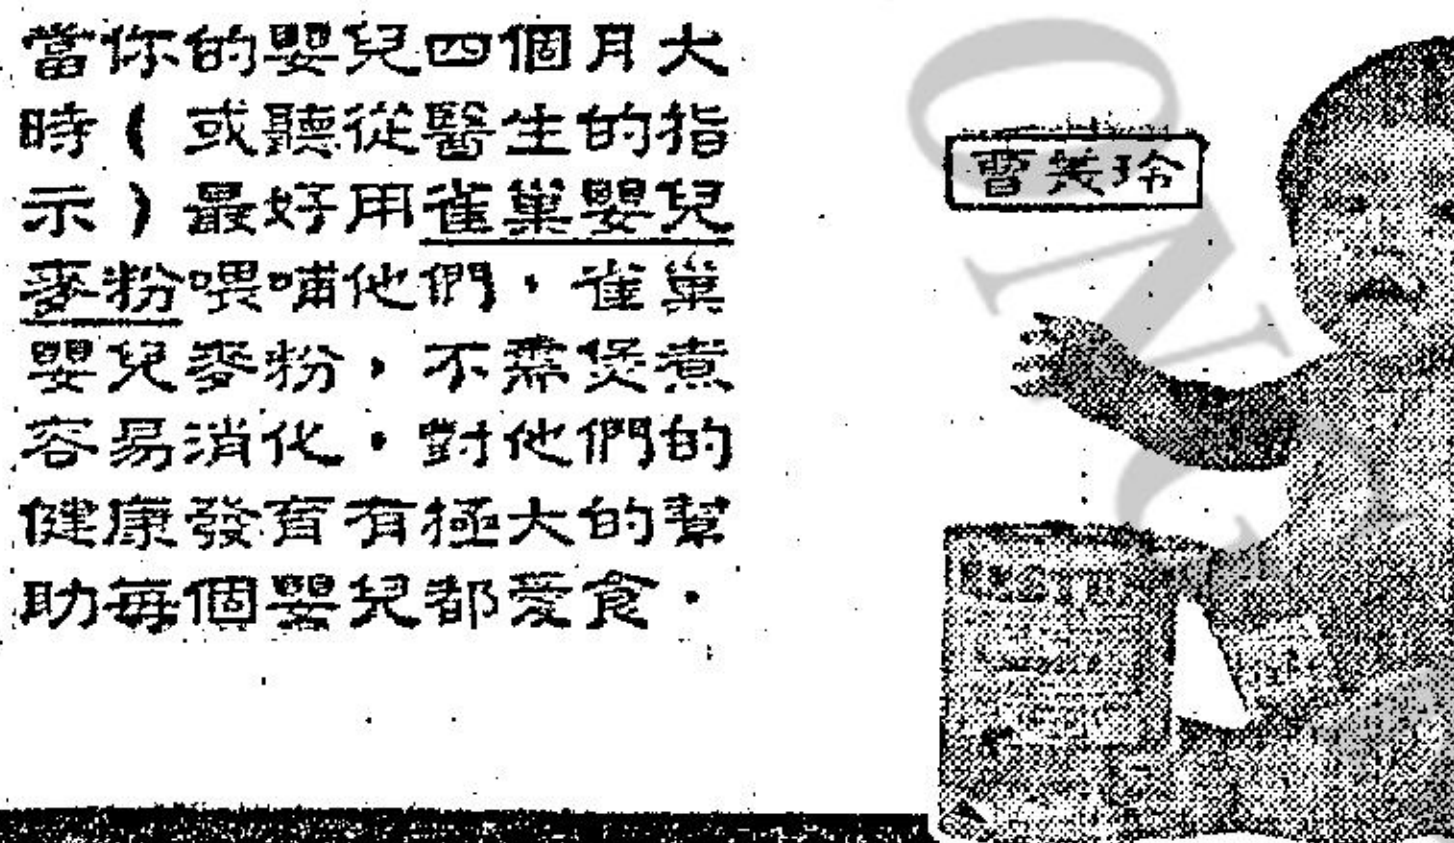 當你的嬰兒四個月大
時(或聽從醫生的指
示)最好用雀巢嬰兒
麥粉喂哺他們．雀巢
嬰兒麥粉，不需煲煮
容易消化．對他們的
健康發育有極大的幫
助每個嬰兒都愛食．
曹美玲